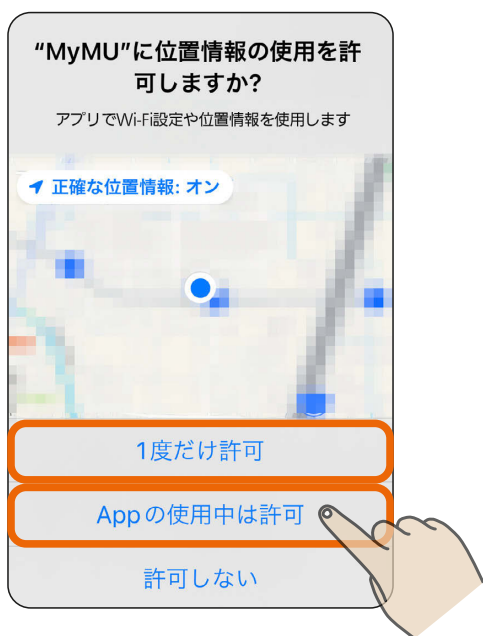 “MyMU”に位置情報の使用を許
可しますか?
アプリでWi-Fi設定や位置情報を使用します
正確な位置情報: オン
1度だけ許可
Appの使用中は許可
許可しない